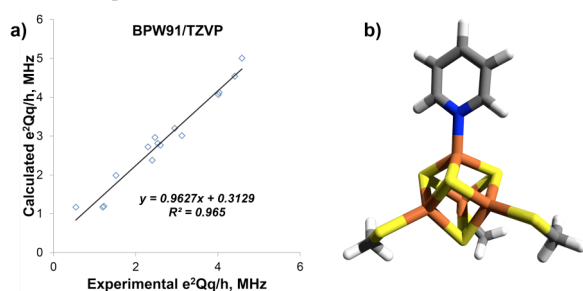 a)
BPW91/TZVP
b)
Calculated e²Qq/h, MHz
5
4
3
2
1
0
y = 0.9627x + 0.3129
R² = 0.965
0
2
4
6
Experimental e²Qq/h, MHz